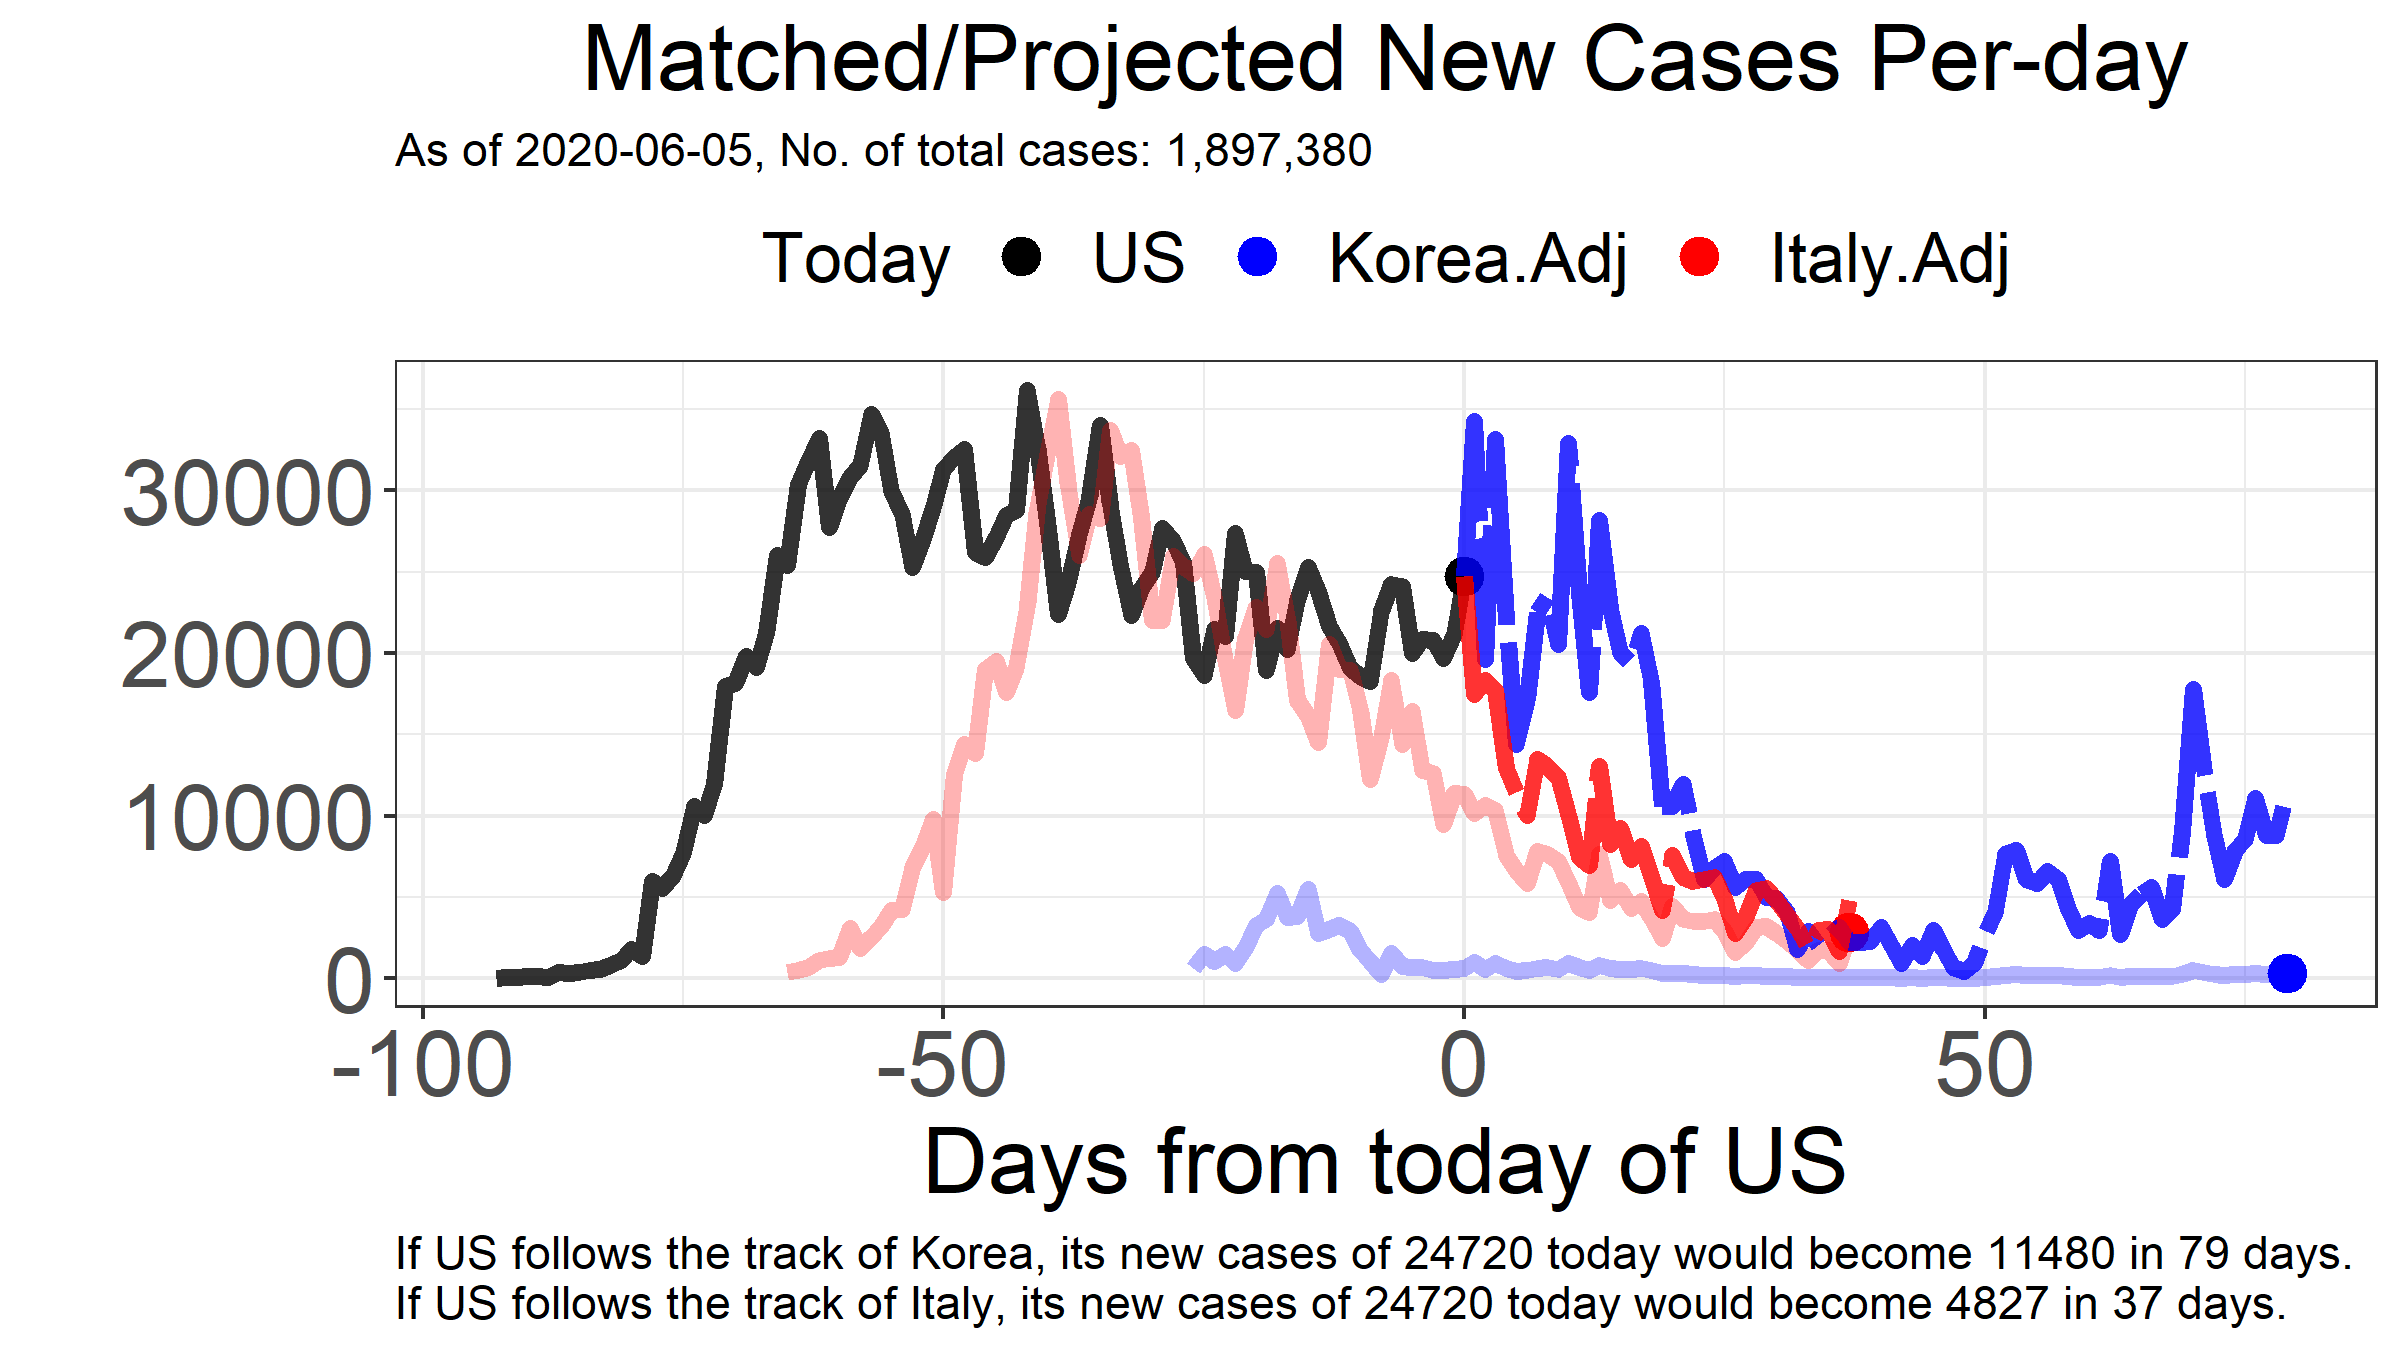 Matched/Projected New Cases Per-day
As of 2020-06-05, No. of total cases: 1,897,380
Today US Korea.Adj Italy.Adj
30000
20000
10000
0
-100 -50 0 50
Days from today of US
If US follows the track of Korea, its new cases of 24720 today would become 11480 in 79 days.
If US follows the track of Italy, its new cases of 24720 today would become 4827 in 37 days.